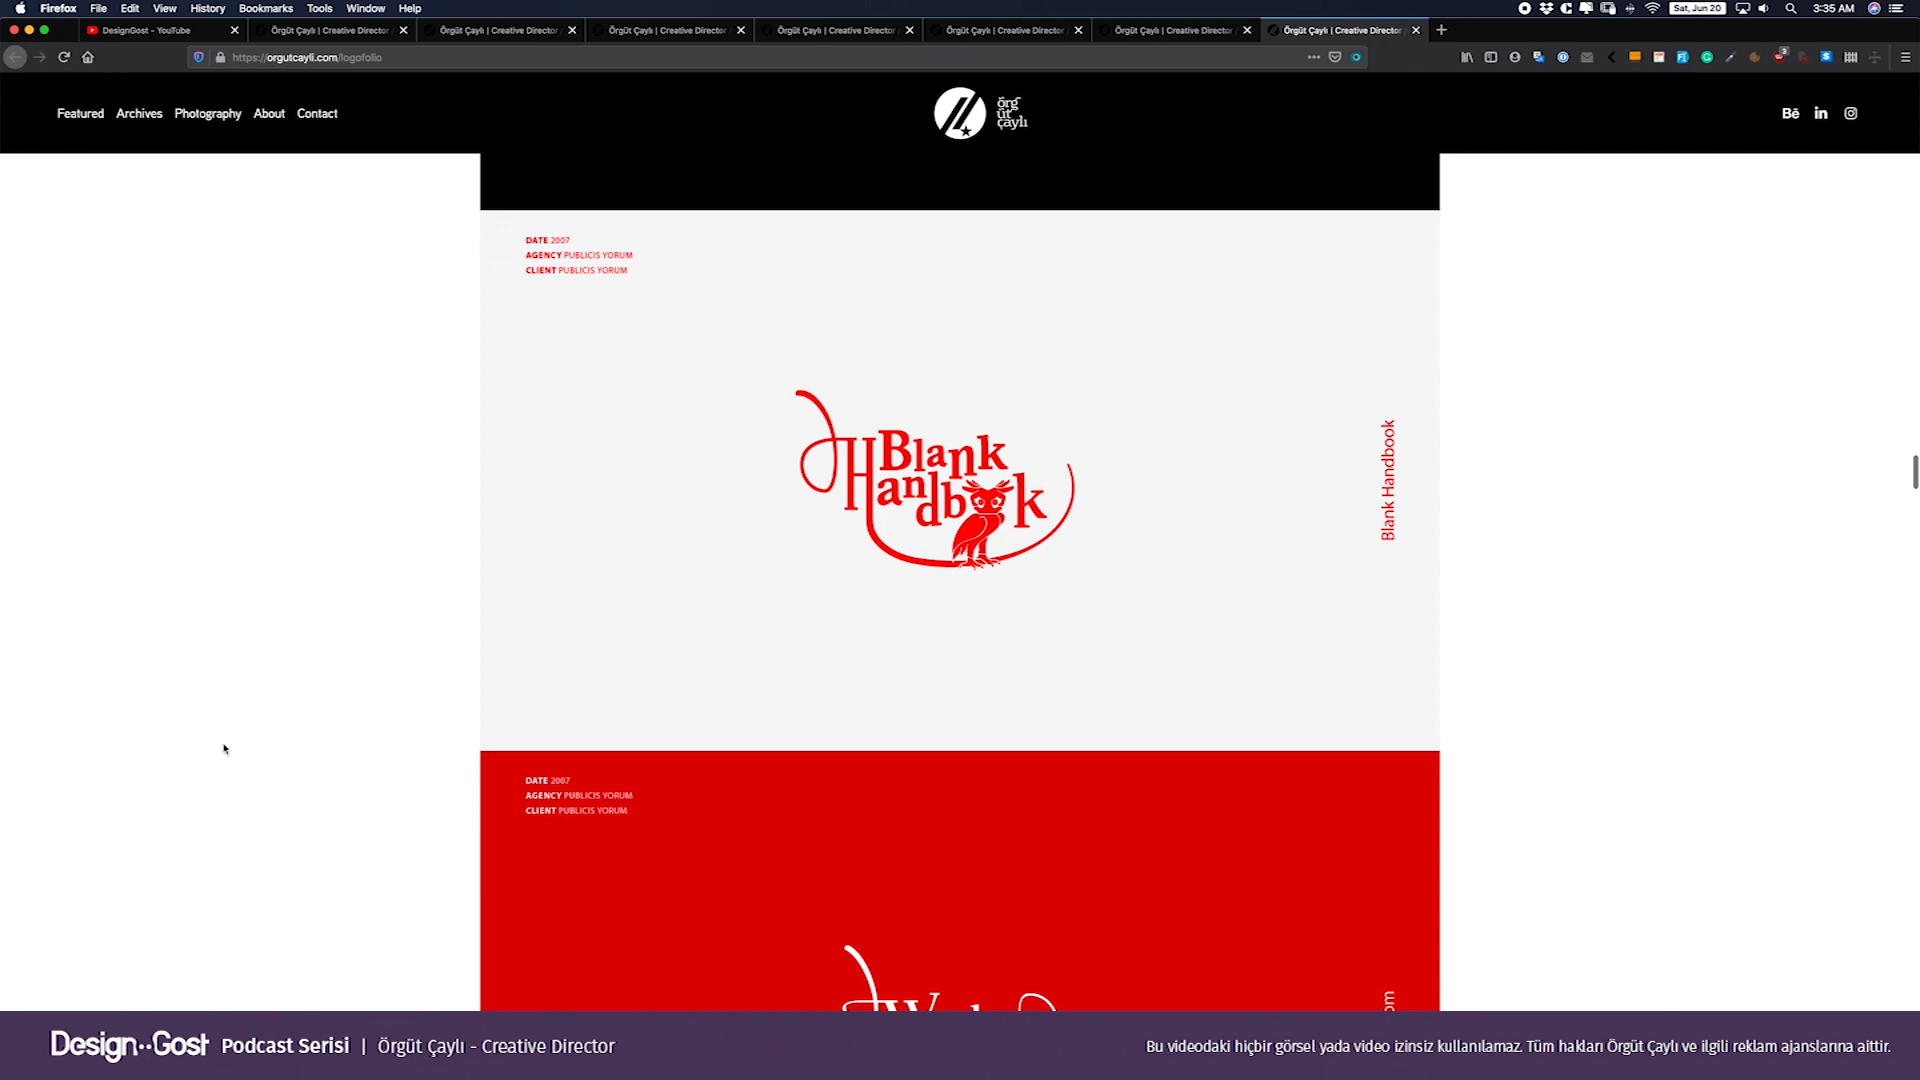 Firefox File Edit View History Bookmarks Tools Window Help Sat, Jun 20 3:35 AM
DesignGost - YouTube Örgüt Çaylı | Creative Director Örgüt Çaylı | Creative Director Örgüt Çaylı | Creative Director Örgüt Çaylı | Creative Director Örgüt Çaylı | Creative Director Örgüt Çaylı | Creative Director Örgüt Çaylı | Creative Director
https://orgutcayli.com/logofolio
3
Featured Archives Photography About Contact
örg
üt
çaylı
Bē in
DATE 2007
AGENCY PUBLICIS YORUM
CLIENT PUBLICIS YORUM
Blank
Handbook
Blank Handbook
DATE 2007
AGENCY PUBLICIS YORUM
CLIENT PUBLICIS YORUM
Design··Gost Podcast Serisi | Örgüt Çaylı - Creative Director
Bu videodaki hiçbir görsel yada video izinsiz kullanılamaz. Tüm hakları Örgüt Çaylı ve ilgili reklam ajanslarına aittir.